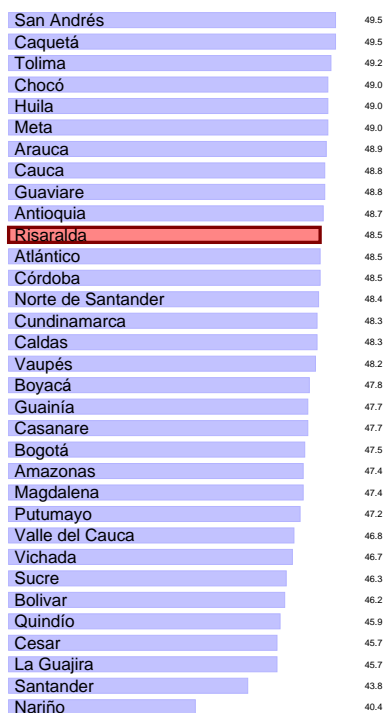 San Andrés 49.5
Caquetá 49.5
Tolima 49.2
Chocó 49.0
Huila 49.0
Meta 49.0
Arauca 48.9
Cauca 48.8
Guaviare 48.8
Antioquia 48.7
Risaralda 48.5
Atlántico 48.5
Córdoba 48.5
Norte de Santander 48.4
Cundinamarca 48.3
Caldas 48.3
Vaupés 48.2
Boyacá 47.8
Guainía 47.7
Casanare 47.7
Bogotá 47.5
Amazonas 47.4
Magdalena 47.4
Putumayo 47.2
Valle del Cauca 46.8
Vichada 46.7
Sucre 46.3
Bolivar 46.2
Quindío 45.9
Cesar 45.7
La Guajira 45.7
Santander 43.8
Nariño 40.4